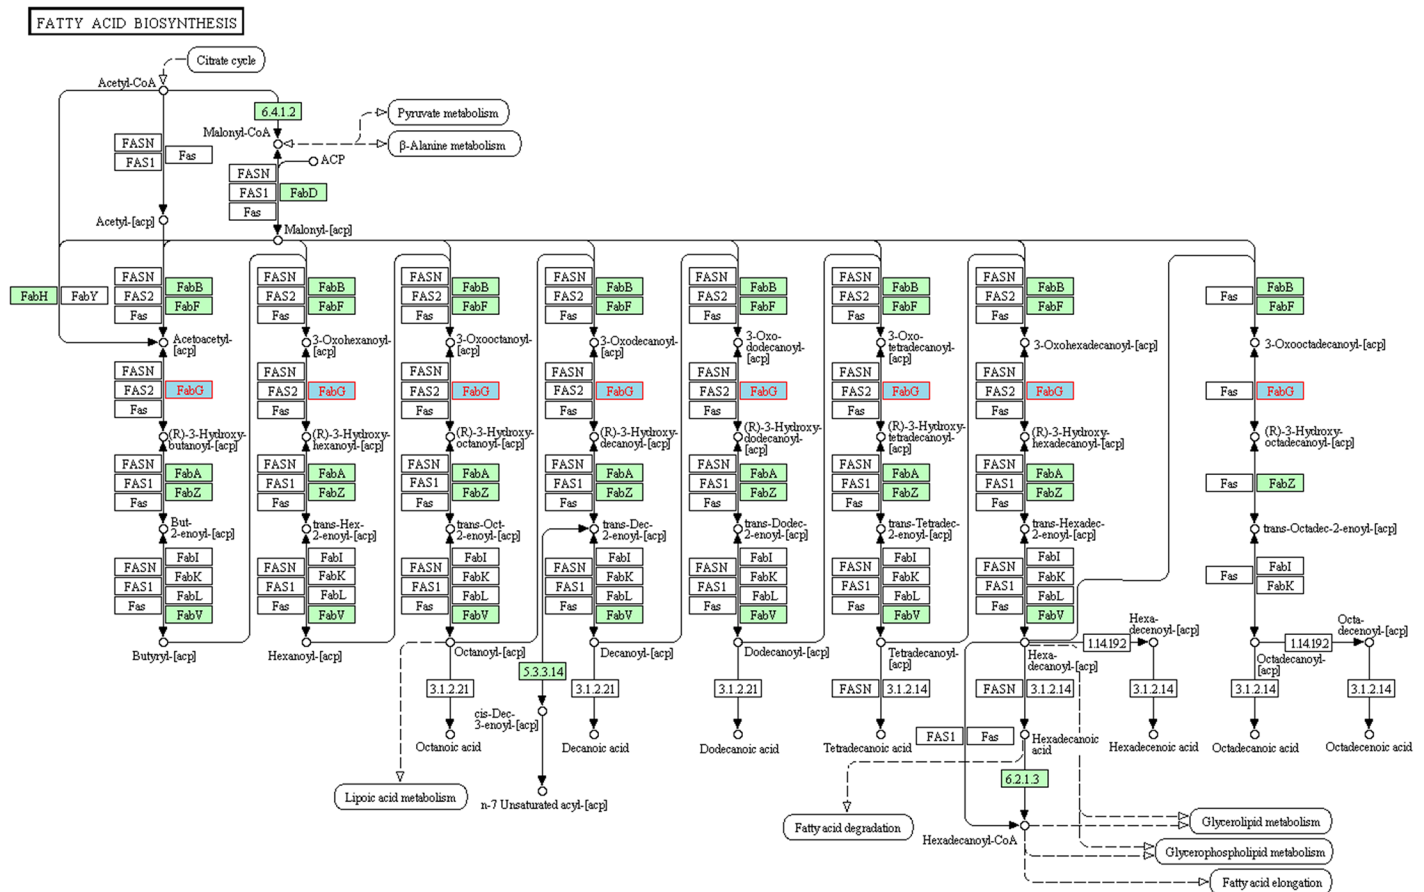 FATTY ACID BIOSYNTHESIS
Citrate cycle
Acetyl-CoA
6.4.1.2
Pyruvate metabolism
Malonyl-CoA
β-Alanine metabolism
FASN
FAS1
Fas
ACP
FASN
FAS1
FabD
Fas
Acetyl-[acp]
Malonyl-[acp]
FabH
FabY
FASN
FAS2
Fas
FabB
FabF
FASN
FAS2
Fas
FabB
FabF
FASN
FAS2
Fas
FabB
FabF
FASN
FAS2
Fas
FabB
FabF
FASN
FAS2
Fas
FabB
FabF
FASN
FAS2
Fas
FabB
FabF
FASN
FAS2
Fas
FabB
FabF
Fas
FabB
FabF
Acetoacetyl-
[acp]
3-Oxohexanoyl-
[acp]
3-Oxooctanoyl-
[acp]
3-Oxodecanoyl-
[acp]
3-Oxo-
dodecanoyl-
[acp]
3-Oxo-
tetradecanoyl-
[acp]
3-Oxohexadecanoyl-[acp]
3-Oxooctadecanoyl-[acp]
FASN
FAS2
Fas
FabG
FASN
FAS2
Fas
FabG
FASN
FAS2
Fas
FabG
FASN
FAS2
Fas
FabG
FASN
FAS2
Fas
FabG
FASN
FAS2
Fas
FabG
FASN
FAS2
Fas
FabG
Fas
FabG
(R)-3-Hydroxy-
butanoyl-[acp]
(R)-3-Hydroxy-
hexanoyl-[acp]
(R)-3-Hydroxy-
octanoyl-[acp]
(R)-3-Hydroxy-
decanoyl-[acp]
(R)-3-Hydroxy-
dodecanoyl-
[acp]
(R)-3-Hydroxy-
tetradecanoyl-
[acp]
(R)-3-Hydroxy-
hexadecanoyl-[acp]
(R)-3-Hydroxy-
octadecanoyl-[acp]
FASN
FAS1
Fas
FabA
FabZ
FASN
FAS1
Fas
FabA
FabZ
FASN
FAS1
Fas
FabA
FabZ
FASN
FAS1
Fas
FabA
FabZ
FASN
FAS1
Fas
FabA
FabZ
FASN
FAS1
Fas
FabA
FabZ
FASN
FAS1
Fas
FabA
FabZ
Fas
FabZ
But-
2-enoyl-[acp]
trans-Hex-
2-enoyl-[acp]
trans-Oct-
2-enoyl-[acp]
trans-Dec-
2-enoyl-[acp]
trans-Dodec-
2-enoyl-[acp]
trans-Tetradec-
2-enoyl-[acp]
trans-Hexadec-
2-enoyl-[acp]
trans-Octadec-2-enoyl-[acp]
FASN
FAS1
Fas
FabI
FabK
FabL
FabV
FASN
FAS1
Fas
FabI
FabK
FabL
FabV
FASN
FAS1
Fas
FabI
FabK
FabL
FabV
FASN
FAS1
Fas
FabI
FabK
FabL
FabV
FASN
FAS1
Fas
FabI
FabK
FabL
FabV
FASN
FAS1
Fas
FabI
FabK
FabL
FabV
FASN
FAS1
Fas
FabI
FabK
FabL
FabV
Fas
FabI
FabK
Butyryl-[acp]
Hexanoyl-[acp]
Octanoyl-[acp]
Decanoyl-[acp]
Dodecanoyl-[acp]
Tetradecanoyl-
[acp]
Hexa-
decanoyl-[acp]
1.14.19.2
Hexa-
decenoyl-[acp]
Octadecanoyl-
[acp]
1.14.19.2
Octa-
decenoyl-[acp]
5.3.3.14
3.1.2.21
3.1.2.21
3.1.2.21
FASN
3.1.2.14
FASN
3.1.2.14
3.1.2.14
3.1.2.14
3.1.2.14
cis-Dec-
3-enoyl-[acp]
Octanoic acid
Decanoic acid
Dodecanoic acid
Tetradecanoic acid
FAS1
Fas
Hexadecanoic
acid
Hexadecenoic acid
Octadecanoic acid
Octadecenoic acid
6.2.1.3
Lipoic acid metabolism
n-7 Unsaturated acyl-[acp]
Fatty acid degradation
Hexadecanoyl-CoA
Glycerolipid metabolism
Glycerophospholipid metabolism
Fatty acid elongation